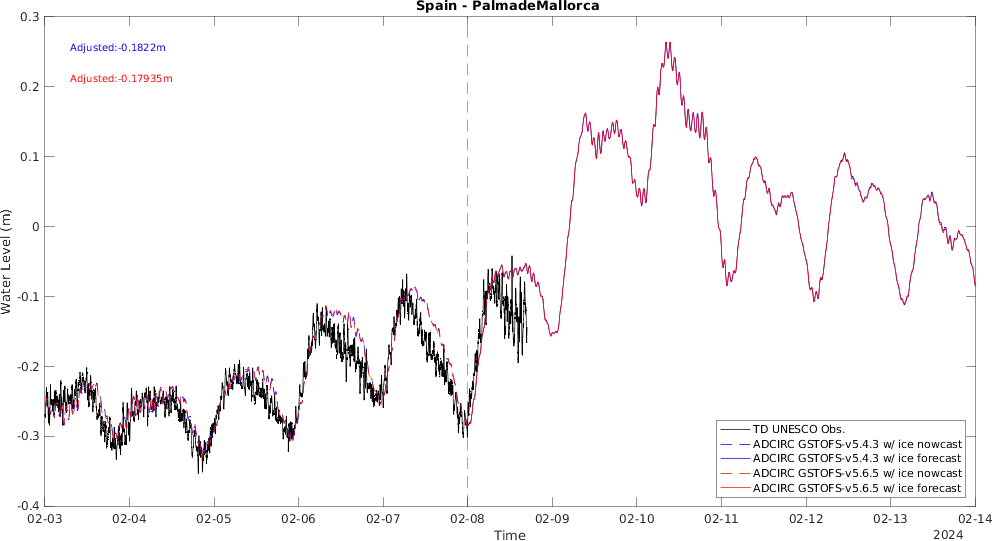 Spain - PalmadeMallorca
Adjusted:-0.1822m
Adjusted:-0.17935m
Water Level (m)
0.3
0.2
0.1
0
-0.1
-0.2
-0.3
-0.4
TD UNESCO Obs.
ADCIRC GSTOFS-v5.4.3 w/ ice nowcast
ADCIRC GSTOFS-v5.4.3 w/ ice forecast
ADCIRC GSTOFS-v5.6.5 w/ ice nowcast
ADCIRC GSTOFS-v5.6.5 w/ ice forecast
02-03 02-04 02-05 02-06 02-07 02-08 02-09 02-10 02-11 02-12 02-13 02-14
Time
2024